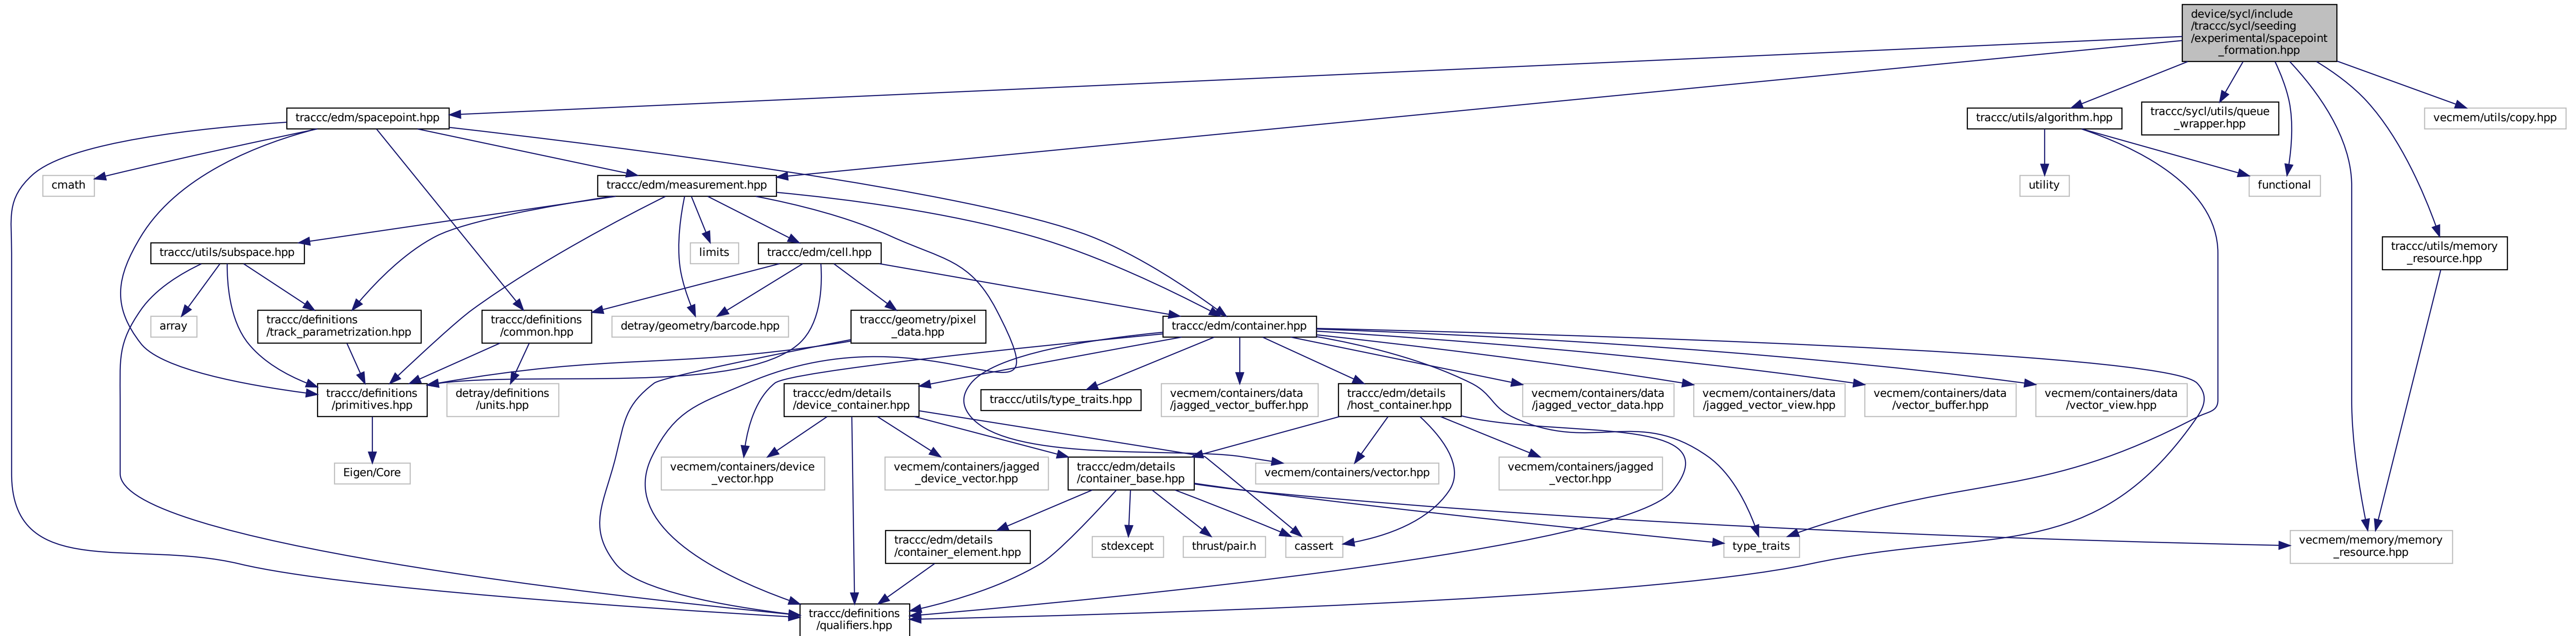 device/sycl/include
/traccc/sycl/seeding
/experimental/spacepoint
_formation.hpp
traccc/edm/spacepoint.hpp
traccc/utils/algorithm.hpp
traccc/sycl/utils/queue
_wrapper.hpp
vecmem/utils/copy.hpp
cmath
traccc/edm/measurement.hpp
utility
functional
traccc/utils/subspace.hpp
limits
traccc/edm/cell.hpp
traccc/utils/memory
_resource.hpp
array
traccc/definitions
/track_parametrization.hpp
traccc/definitions
/common.hpp
detray/geometry/barcode.hpp
traccc/geometry/pixel
_data.hpp
traccc/edm/container.hpp
traccc/definitions
/primitives.hpp
detray/definitions
/units.hpp
traccc/edm/details
/device_container.hpp
traccc/utils/type_traits.hpp
vecmem/containers/data
/jagged_vector_buffer.hpp
traccc/edm/details
/host_container.hpp
vecmem/containers/data
/jagged_vector_data.hpp
vecmem/containers/data
/jagged_vector_view.hpp
vecmem/containers/data
/vector_buffer.hpp
vecmem/containers/data
/vector_view.hpp
Eigen/Core
vecmem/containers/device
_vector.hpp
vecmem/containers/jagged
_device_vector.hpp
traccc/edm/details
/container_base.hpp
vecmem/containers/vector.hpp
vecmem/containers/jagged
_vector.hpp
traccc/edm/details
/container_element.hpp
stdexcept
thrust/pair.h
cassert
type_traits
vecmem/memory/memory
_resource.hpp
traccc/definitions
/qualifiers.hpp